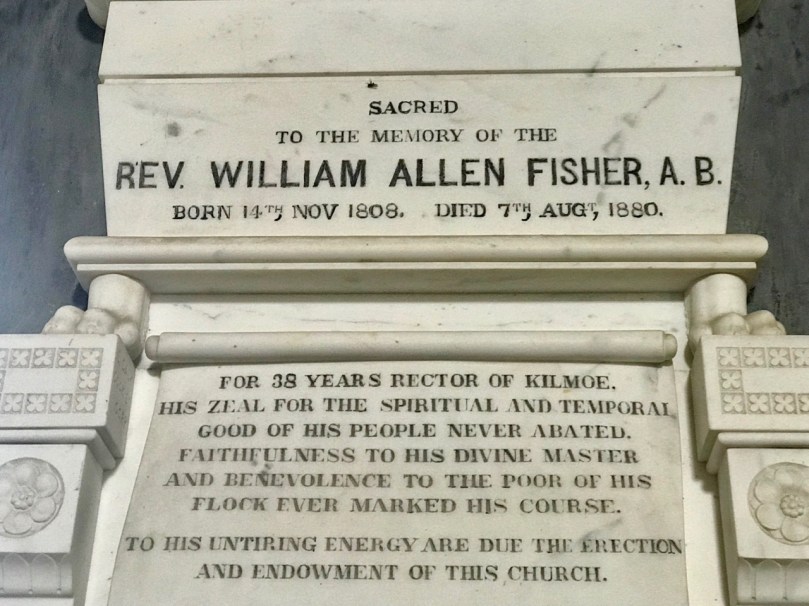 SACRED
TO THE MEMORY OF THE
REV. WILLIAM ALLEN FISHER, A. B.
BORN 14TH, NOV 1808. DIED 7TH, AUGT, 1880.
FOR 38 YEARS RECTOR OF KILMOE.
HIS ZEAL FOR THE SPIRITUAL AND TEMPORAL
GOOD OF HIS PEOPLE NEVER ABATED.
FAITHFULNESS TO HIS DIVINE MASTER
AND BENEVOLENCE TO THE POOR OF HIS
FLOCK EVER MARKED HIS COURSE.
TO HIS UNTIRING ENERGY ARE DUE THE ERECTION
AND ENDOWMENT OF THIS CHURCH.